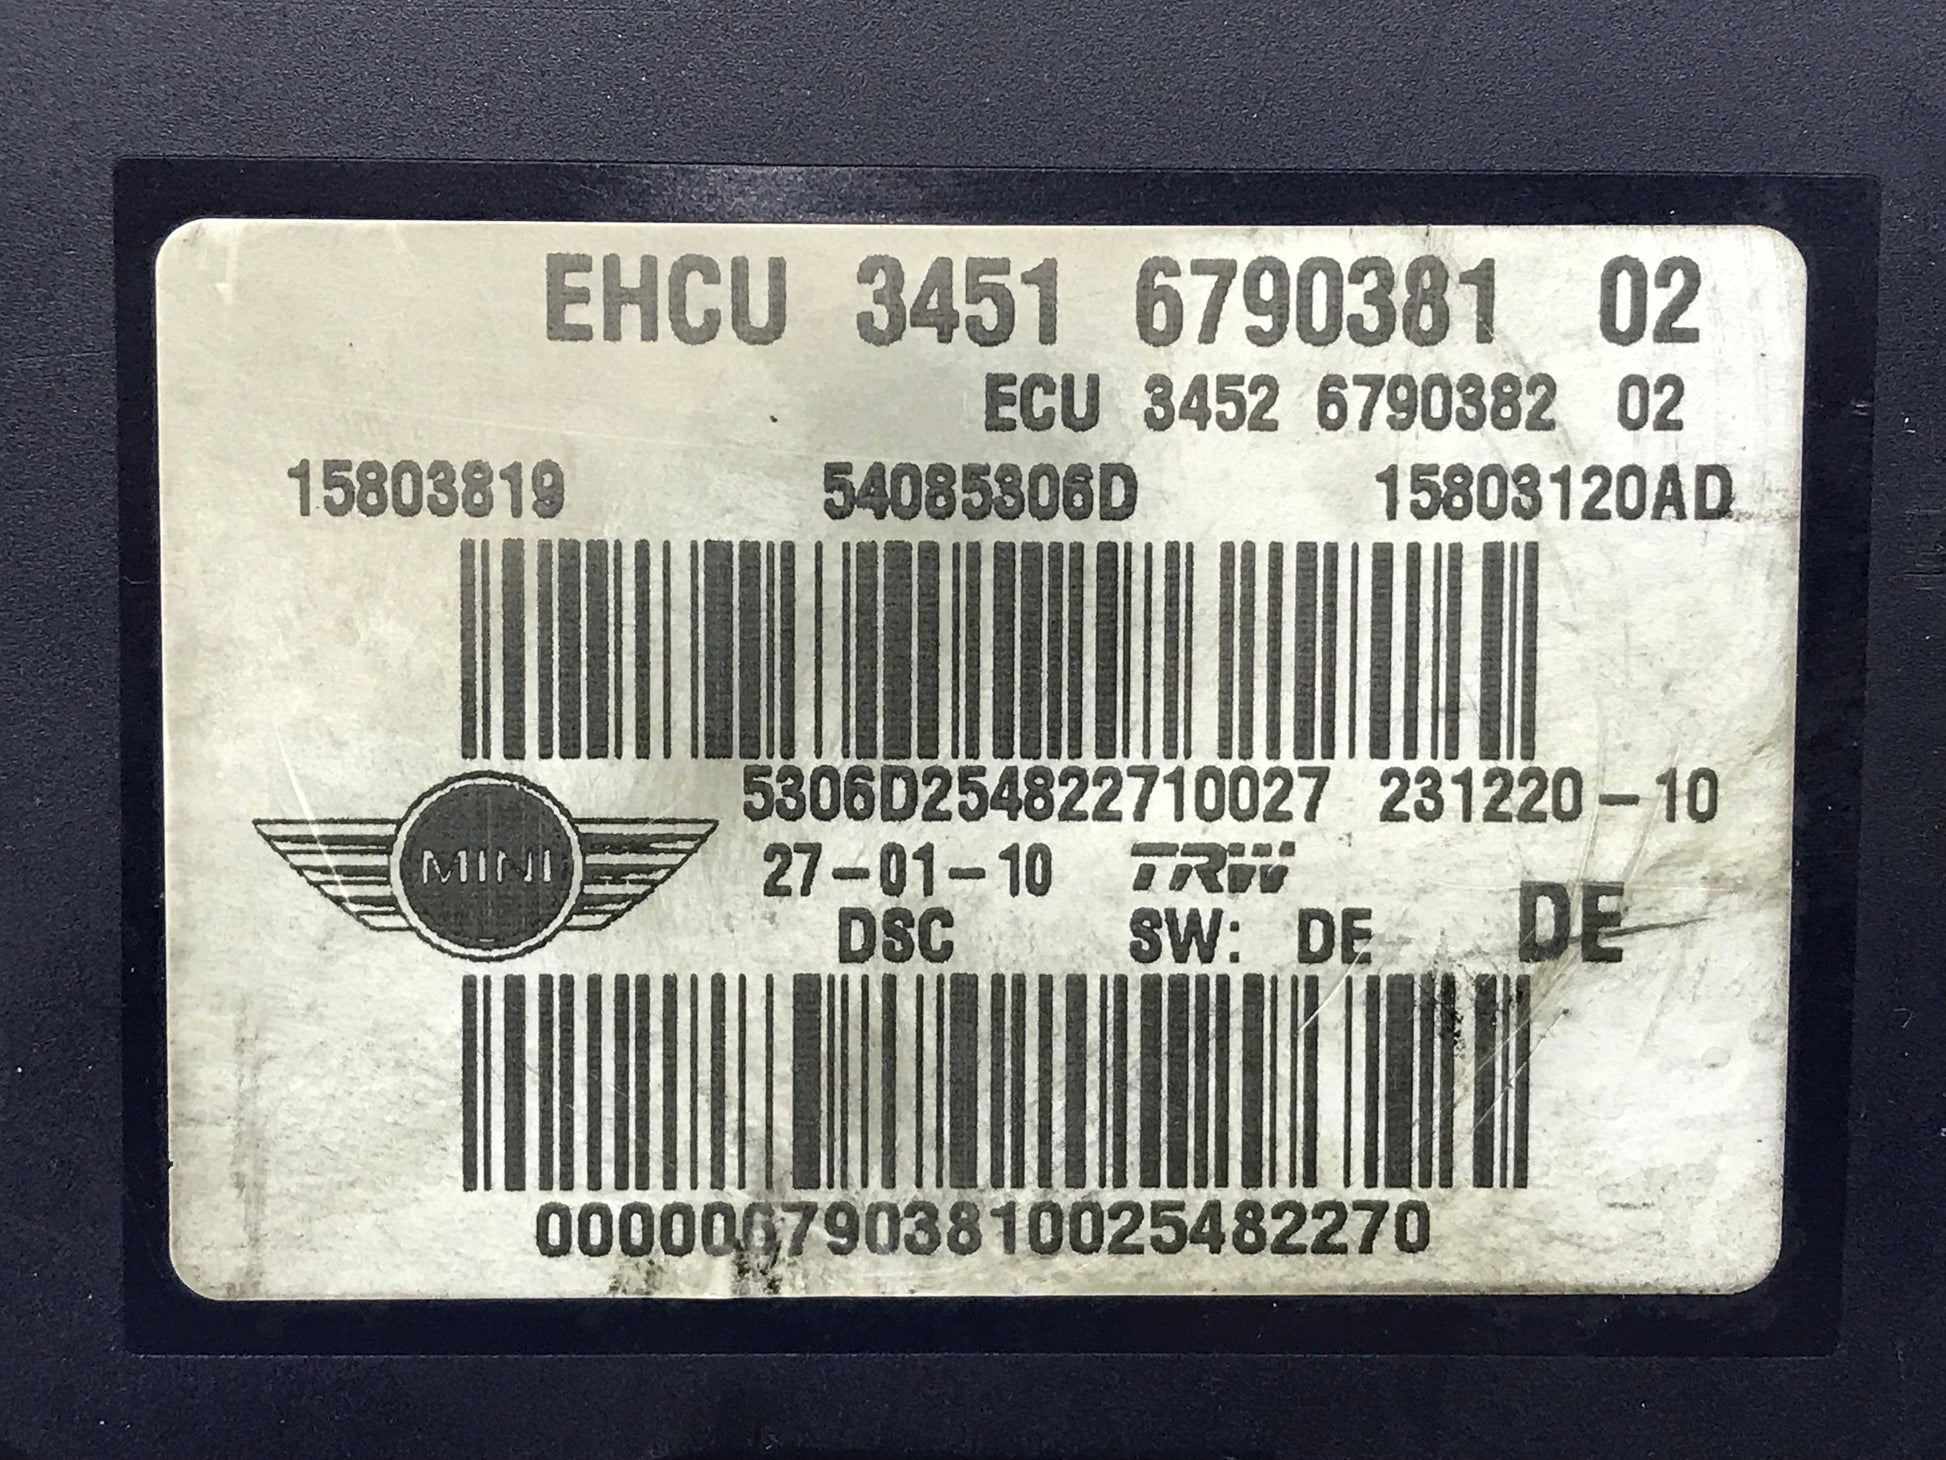 EHCU 3451 6790381 02
ECU 3452 6790382 02
15803819 54085306D 15803120AD
5306D254822710027 231220-10
MINI
27-01-10 TRW
DSC SW: DE DE
00000067903810025482270